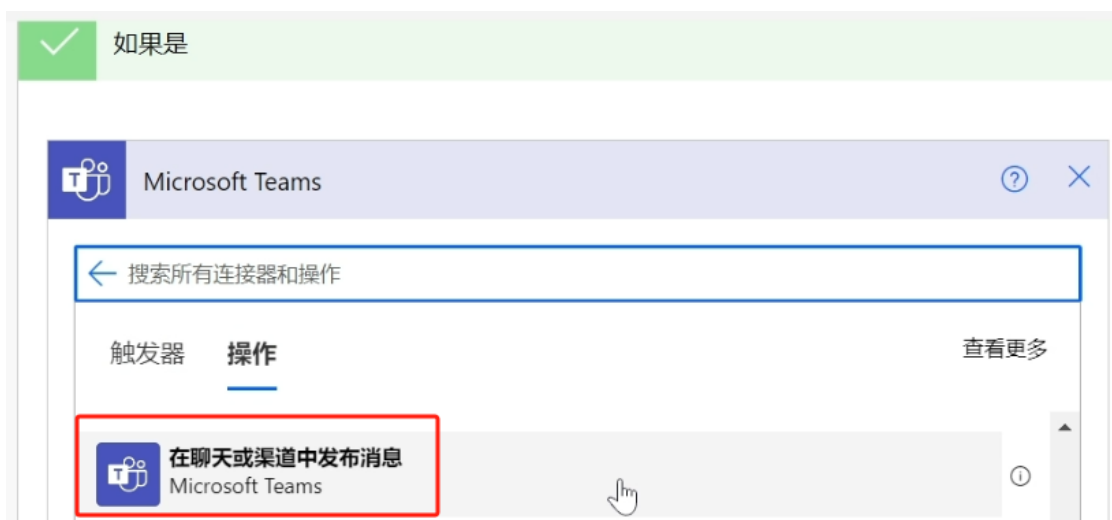 如果是
Microsoft Teams
搜索所有连接器和操作
触发器 操作 查看更多
在聊天或渠道中发布消息
Microsoft Teams